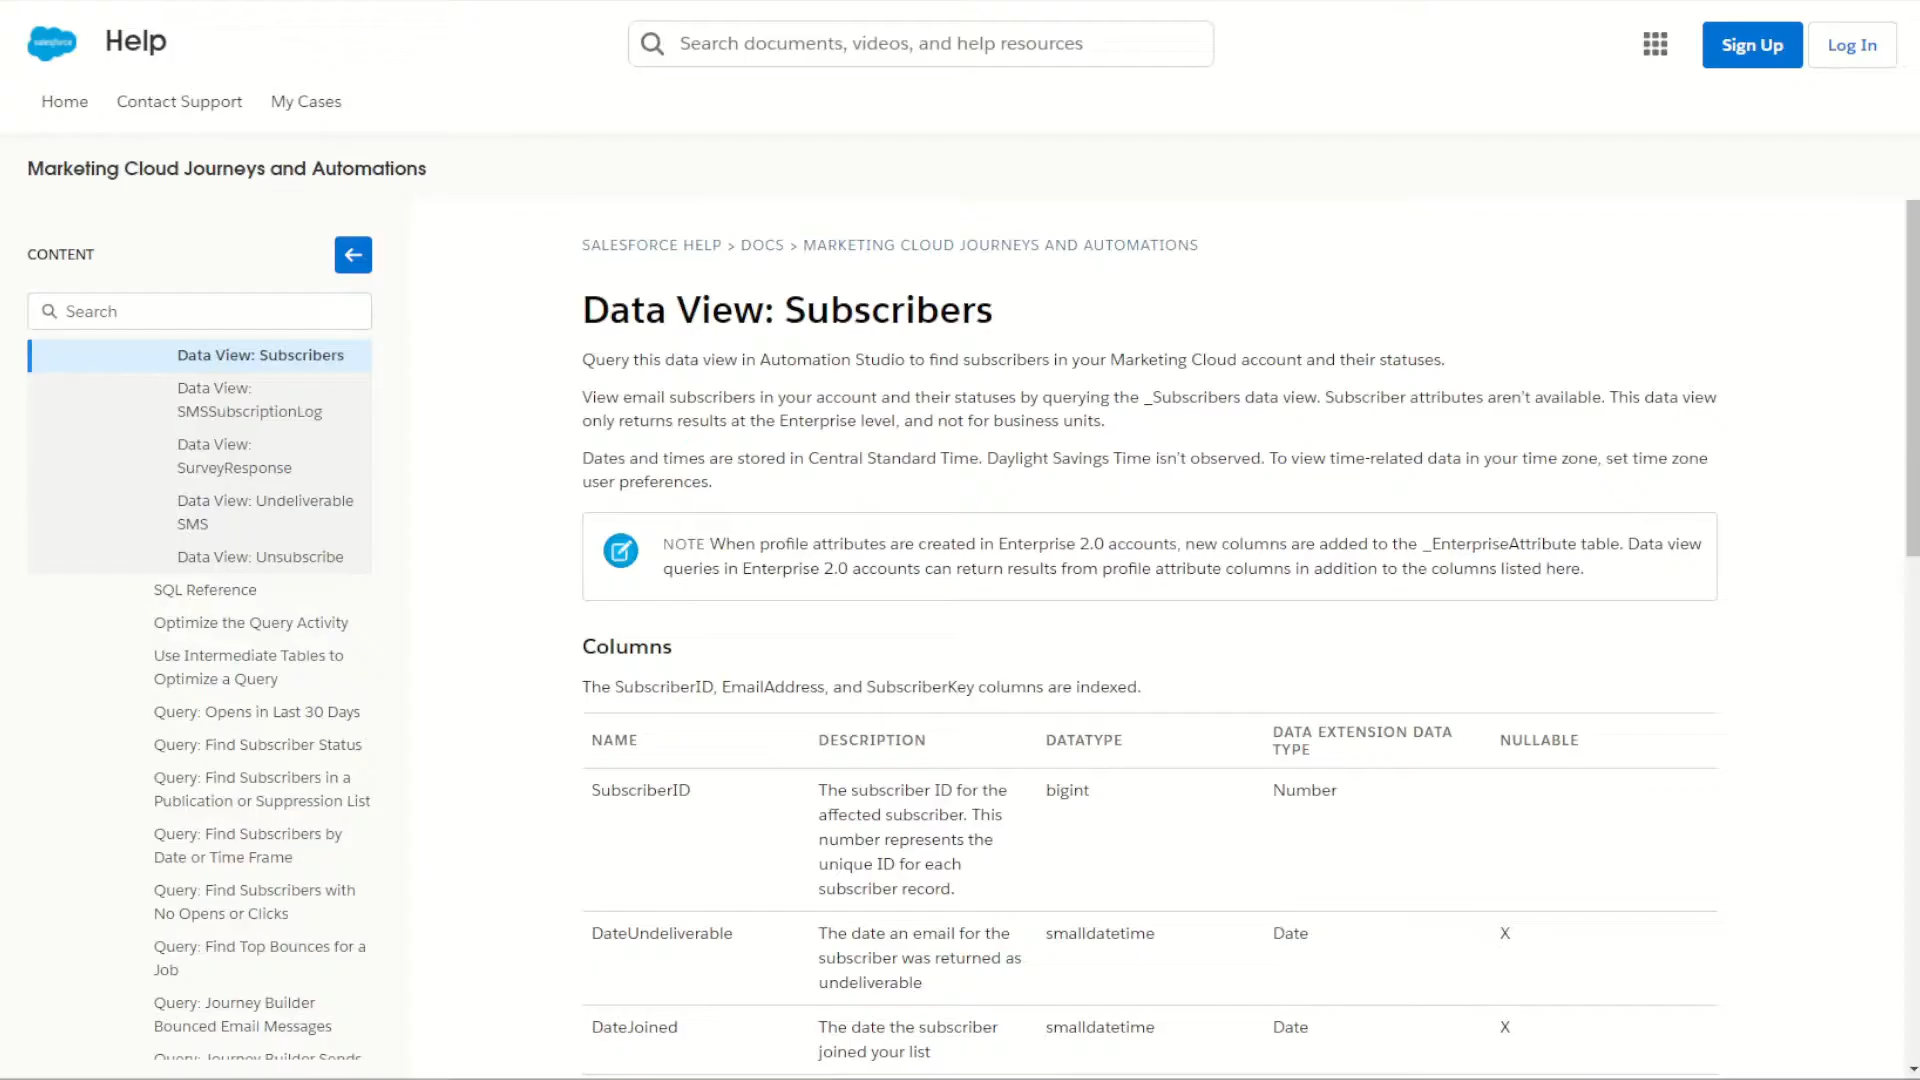 salesforce
Help
Search documents, videos, and help resources
Sign Up
Log In
Home
Contact Support
My Cases
Marketing Cloud Journeys and Automations
CONTENT
Search
Data View: Subscribers
Data View:
SMSSubscriptionLog
Data View:
SurveyResponse
Data View: Undeliverable
SMS
Data View: Unsubscribe
SQL Reference
Optimize the Query Activity
Use Intermediate Tables to
Optimize a Query
Query: Opens in Last 30 Days
Query: Find Subscriber Status
Query: Find Subscribers in a
Publication or Suppression List
Query: Find Subscribers by
Date or Time Frame
Query: Find Subscribers with
No Opens or Clicks
Query: Find Top Bounces for a
Job
Query: Journey Builder
Bounced Email Messages
Query: Journey Builder Sends
SALESFORCE HELP > DOCS > MARKETING CLOUD JOURNEYS AND AUTOMATIONS
Data View: Subscribers
Query this data view in Automation Studio to find subscribers in your Marketing Cloud account and their statuses.
View email subscribers in your account and their statuses by querying the _Subscribers data view. Subscriber attributes aren't available. This data view
only returns results at the Enterprise level, and not for business units.
Dates and times are stored in Central Standard Time. Daylight Savings Time isn't observed. To view time-related data in your time zone, set time zone
user preferences.
NOTE When profile attributes are created in Enterprise 2.0 accounts, new columns are added to the _EnterpriseAttribute table. Data view
queries in Enterprise 2.0 accounts can return results from profile attribute columns in addition to the columns listed here.
Columns
The SubscriberID, EmailAddress, and SubscriberKey columns are indexed.
NAME
DESCRIPTION
DATATYPE
DATA EXTENSION DATA
TYPE
NULLABLE
SubscriberID
The subscriber ID for the
affected subscriber. This
number represents the
unique ID for each
subscriber record.
bigint
Number
DateUndeliverable
The date an email for the
subscriber was returned as
undeliverable
smalldatetime
Date
X
DateJoined
The date the subscriber
joined your list
smalldatetime
Date
X